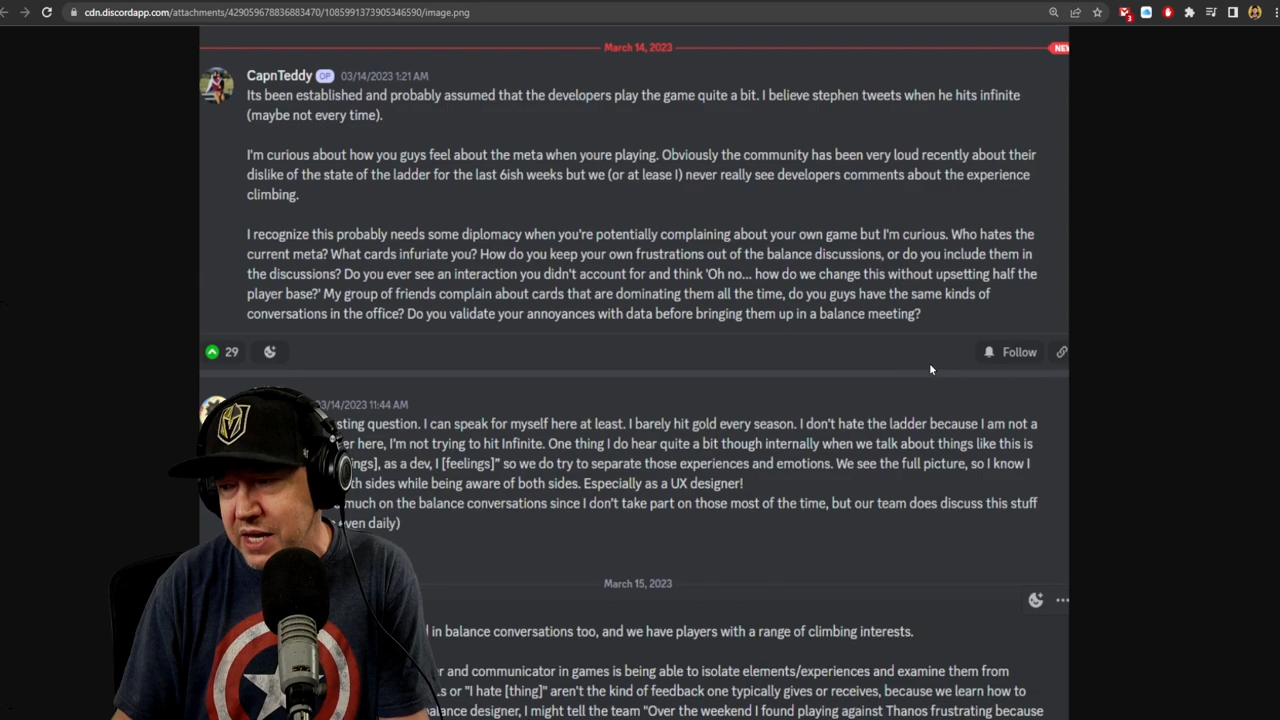 cdn.discordapp.com/attachments/429059678836883470/1085991373905346590/image.png
3
March 14, 2023
NEW
CapnTeddy OP 03/14/2023 1:21 AM
Its been established and probably assumed that the developers play the game quite a bit. I believe stephen tweets when he hits infinite
(maybe not every time).
I'm curious about how you guys feel about the meta when youre playing. Obviously the community has been very loud recently about their
dislike of the state of the ladder for the last 6ish weeks but we (or at lease I) never really see developers comments about the experience
climbing.
I recognize this probably needs some diplomacy when you're potentially complaining about your own game but I'm curious. Who hates the
current meta? What cards infuriate you? How do you keep your own frustrations out of the balance discussions, or do you include them in
the discussions? Do you ever see an interaction you didn't account for and think 'Oh no... how do we change this without upsetting half the
player base?' My group of friends complain about cards that are dominating them all the time, do you guys have the same kinds of
conversations in the office? Do you validate your annoyances with data before bringing them up in a balance meeting?
29
Follow
3/14/2023 11:44 AM
sting question. I can speak for myself here at least. I barely hit gold every season. I don't hate the ladder because I am not a
er here, I'm not trying to hit Infinite. One thing I do hear quite a bit though internally when we talk about things like this is
ngs], as a dev, I [feelings]" so we do try to separate those experiences and emotions. We see the full picture, so I know I
th sides while being aware of both sides. Especially as a UX designer!
much on the balance conversations since I don't take part on those most of the time, but our team does discuss this stuff
even daily)
March 15, 2023
in balance conversations too, and we have players with a range of climbing interests.
r and communicator in games is being able to isolate elements/experiences and examine them from
s or "I hate [thing]" aren't the kind of feedback one typically gives or receives, because we learn how to
alance designer, I might tell the team "Over the weekend I found playing against Thanos frustrating because